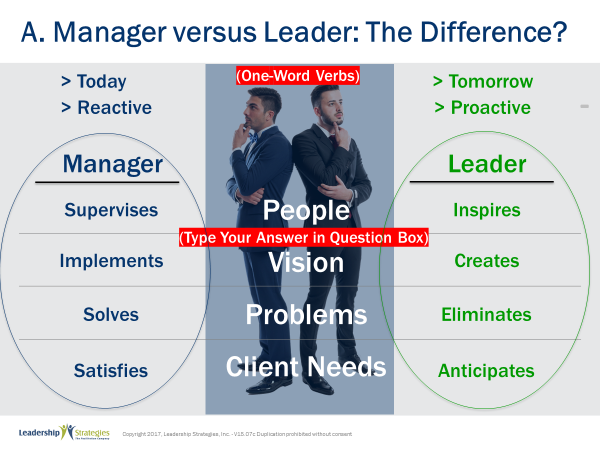 A. Manager versus Leader: The Difference?
> Today
(One-Word Verbs)
> Tomorrow
> Reactive
> Proactive
Manager
Leader
Supervises
People
Inspires
(Type Your Answer in Question Box)
Implements
Vision
Creates
Solves
Problems
Eliminates
Satisfies
Client Needs
Anticipates
Leadership Strategies
The Facilitation Company
Copyright 2017, Leadership Strategies, Inc. - V15.07c Duplication prohibited without consent